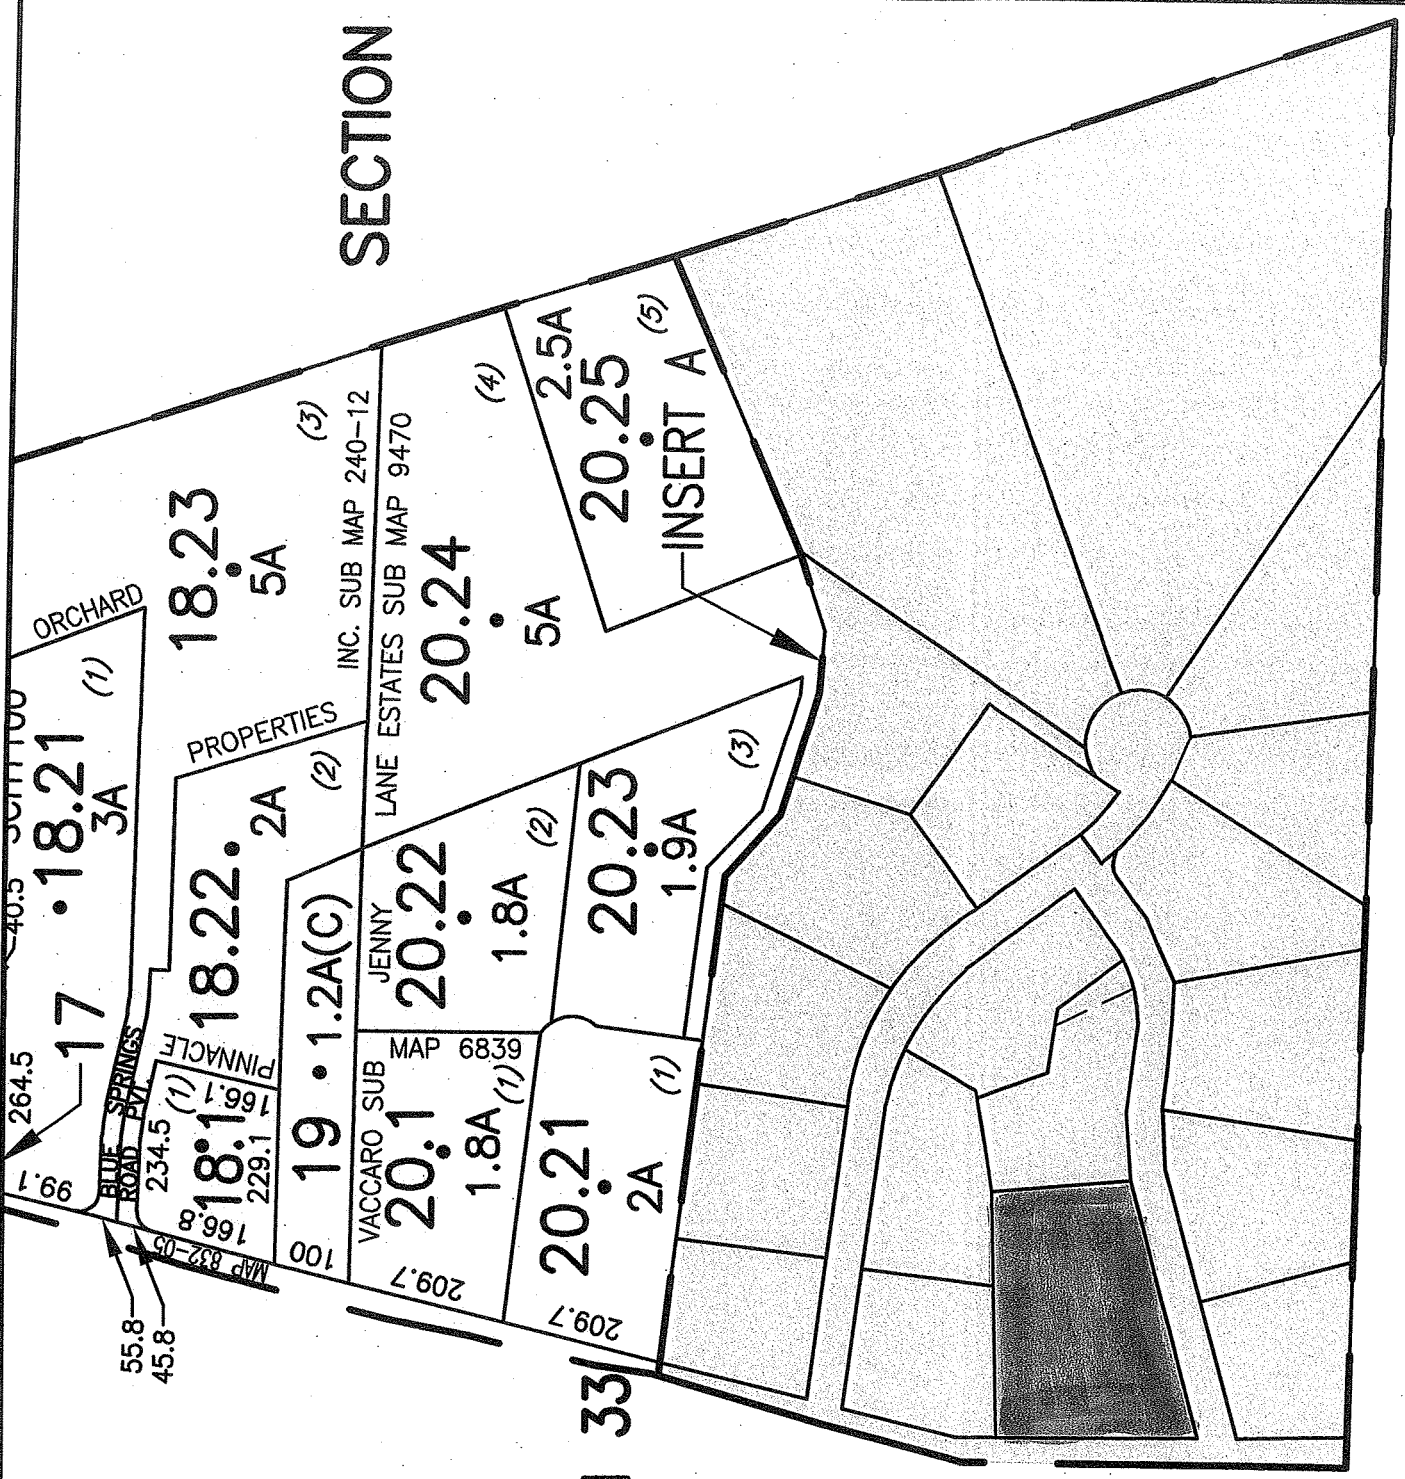 SECTION
ORCHARD
264.5
40.5
17
18.21
3A
(1)
99.1
BLUE SPRINGS
ROAD PVT.
18.23
5A
(3)
PROPERTIES
INC. SUB MAP 240-12
18.22
2A
(2)
PINNACLE
(1)
234.5
166.1
18.1
229.1
166.8
MAP 832-05
55.8
45.8
19
1.2A(C)
100
JENNY
LANE ESTATES SUB MAP 9470
20.24
5A
(4)
20.25
2.5A
(5)
INSERT A
20.22
1.8A
(2)
VACCARO SUB
MAP 6839
20.1
1.8A
(1)
209.7
20.23
1.9A
(3)
20.21
2A
(1)
209.7
33